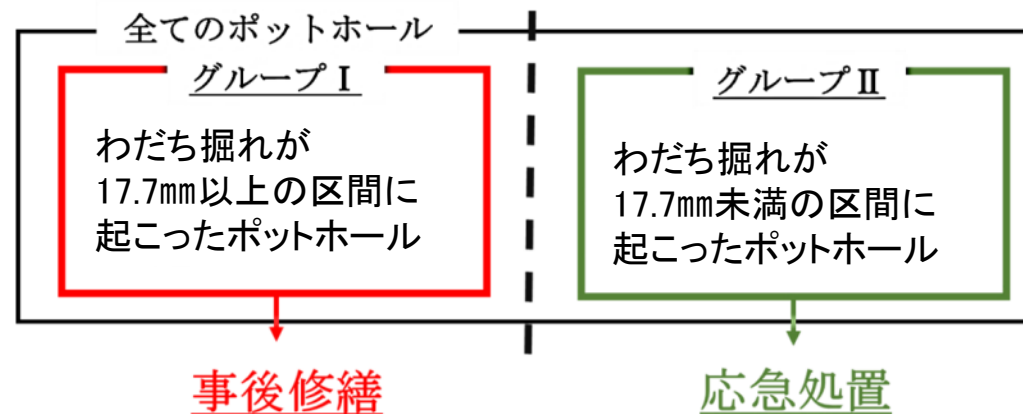 全てのポットホール
グループⅠ
わだち掘れが
17.7㎜以上の区間に
起こったポットホール
事後修繕
グループⅡ
わだち掘れが
17.7㎜未満の区間に
起こったポットホール
応急処置